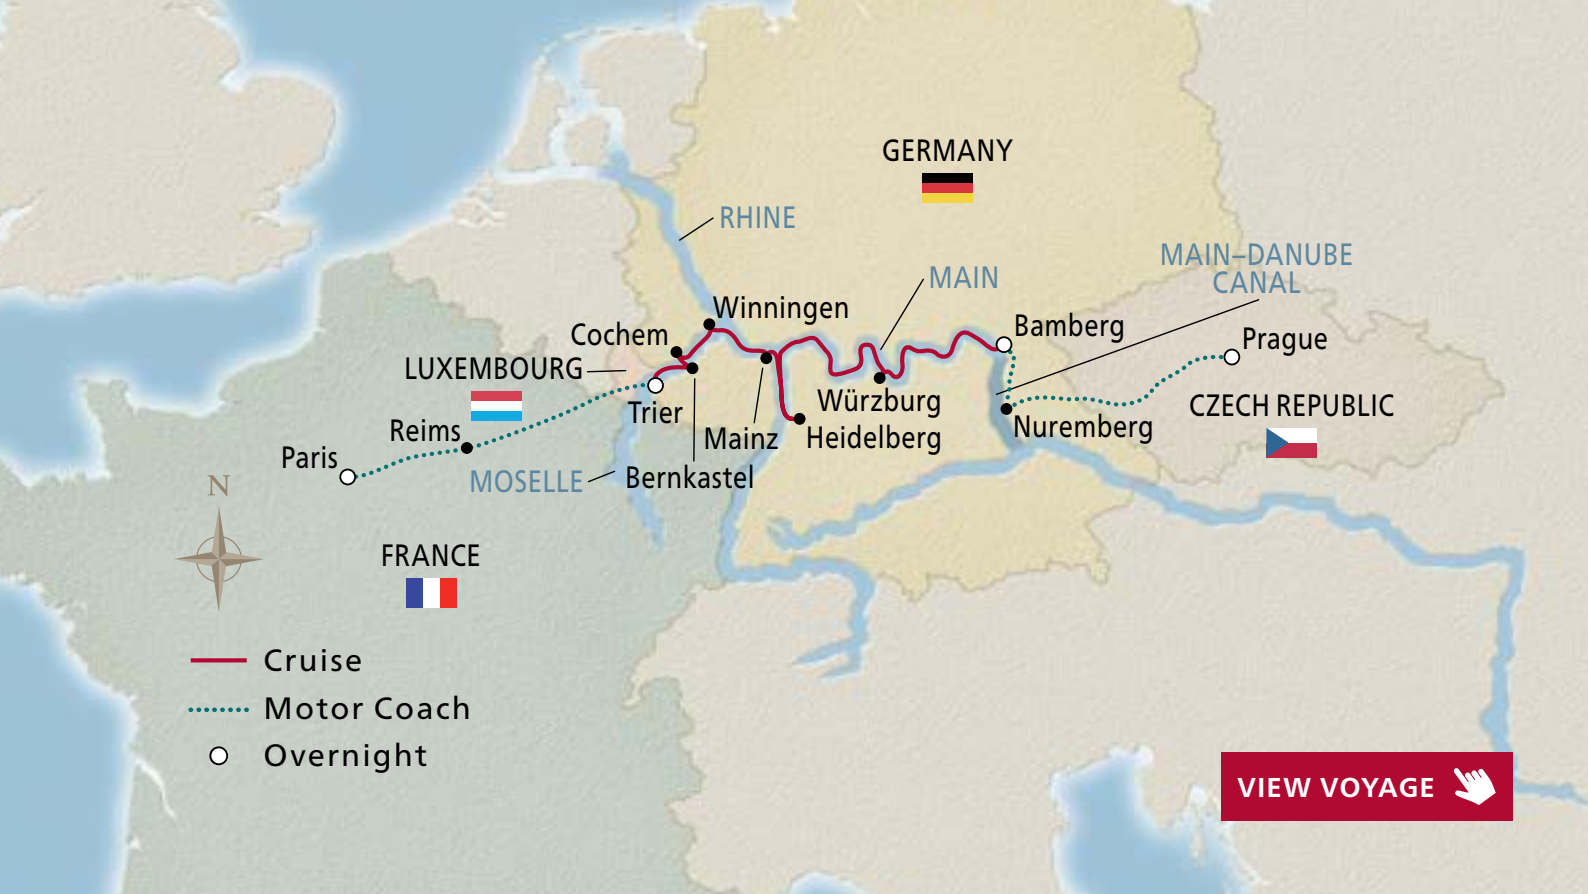 GERMANY
RHINE
MAIN
MAIN–DANUBE
CANAL
Winningen
Bamberg
Cochem
Prague
LUXEMBOURG
Trier
Würzburg
CZECH REPUBLIC
Reims
Mainz
Heidelberg
Nuremberg
Paris
MOSELLE
Bernkastel
N
FRANCE
Cruise
Motor Coach
Overnight
VIEW VOYAGE